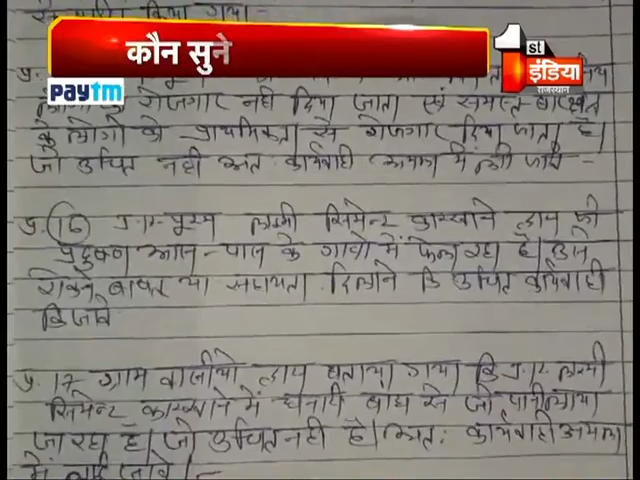 कौन सुने
1st
इंडिया
राजस्थान
Paytm
रोजगार नही दिया जाता एवं समस्त
के लोगो को प्राथमिकता से रोजगार दिया जाता है।
जो उचित नही अत कार्यवाही अमल में ली जावे -
प्र. 16 लक्ष्मी सिमेन्ट कारखाने द्वारा जो
प्रदुषण आस-पास के गावो में फैल रहा है। उसे
रोकने बाबत या सहायता दिलाने कि उचित कार्यवाही
कि जावे
प्र. 17 ग्राम वासीयो द्वारा बताया गया कि लक्ष्मी
सिमेन्ट कारखाने में बांध से जो पानी लाया
जा रहा है। जो उचित नही है। अत: कार्यवाही अमल
में लाई जावे।-